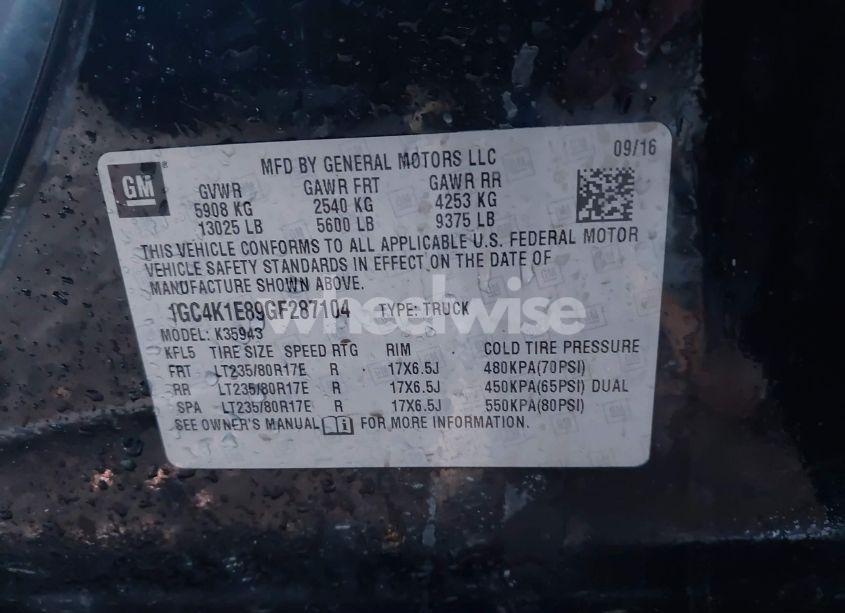 MFD BY GENERAL MOTORS LLC 09/16
GM
GVWR GAWR FRT GAWR RR
5908 KG 2540 KG 4253 KG
13025 LB 5600 LB 9375 LB
THIS VEHICLE CONFORMS TO ALL APPLICABLE U.S. FEDERAL MOTOR
VEHICLE SAFETY STANDARDS IN EFFECT ON THE DATE OF
MANUFACTURE SHOWN ABOVE.
1GC4K1E89GF287104 TYPE: TRUCK
wheelwise
MODEL: K35943
KFL5 TIRE SIZE SPEED RTG RIM COLD TIRE PRESSURE
FRT LT235/80R17E R 17X6.5J 480KPA(70PSI)
RR LT235/80R17E R 17X6.5J 450KPA(65PSI) DUAL
SPA LT235/80R17E R 17X6.5J 550KPA(80PSI)
SEE OWNER'S MANUAL i FOR MORE INFORMATION.